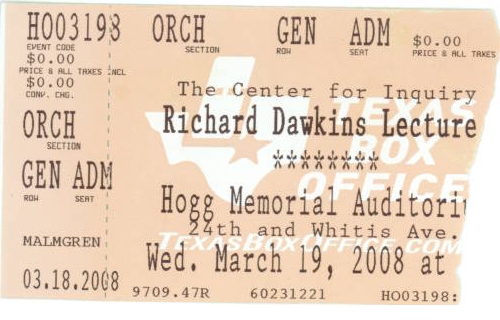 H003198 ORCH GEN ADM $0.00
EVENT CODE SECTION ROW SEAT PRICE & ALL TAXES
$0.00
PRICE & ALL TAXES INCL
$0.00
CONV. CHG.
ORCH
SECTION
GEN ADM
ROW SEAT
MALMGREN
03.18.2008
The Center for Inquiry
Richard Dawkins Lecture
********
Hogg Memorial Auditoriu
24th and Whitis Ave.
Wed. March 19, 2008 at
9709.47R 60231221 H003198:
TEXAS
BOX
OFFICE
TEXASBOXOFFICE.COM